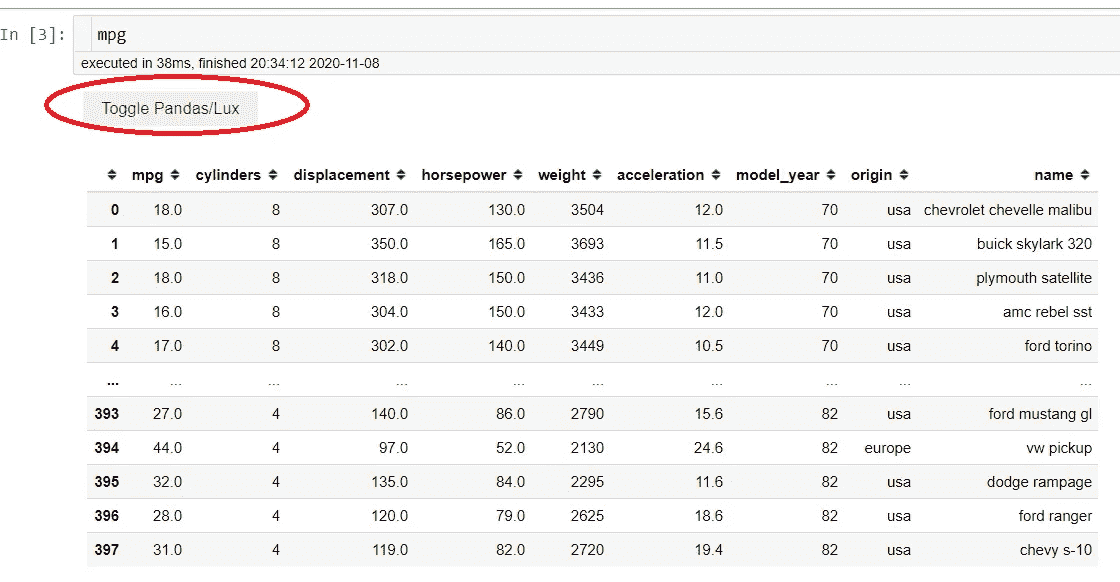 In [3]: mpg
executed in 38ms, finished 20:34:12 2020-11-08
Toggle Pandas/Lux
mpg cylinders displacement horsepower weight acceleration model_year origin name
0 18.0 8 307.0 130.0 3504 12.0 70 usa chevrolet chevelle malibu
1 15.0 8 350.0 165.0 3693 11.5 70 usa buick skylark 320
2 18.0 8 318.0 150.0 3436 11.0 70 usa plymouth satellite
3 16.0 8 304.0 150.0 3433 12.0 70 usa amc rebel sst
4 17.0 8 302.0 140.0 3449 10.5 70 usa ford torino
... ... ... ... ... ... ... ... ... ...
393 27.0 4 140.0 86.0 2790 15.6 82 usa ford mustang gl
394 44.0 4 97.0 52.0 2130 24.6 82 europe vw pickup
395 32.0 4 135.0 84.0 2295 11.6 82 usa dodge rampage
396 28.0 4 120.0 79.0 2625 18.6 82 usa ford ranger
397 31.0 4 119.0 82.0 2720 19.4 82 usa chevy s-10